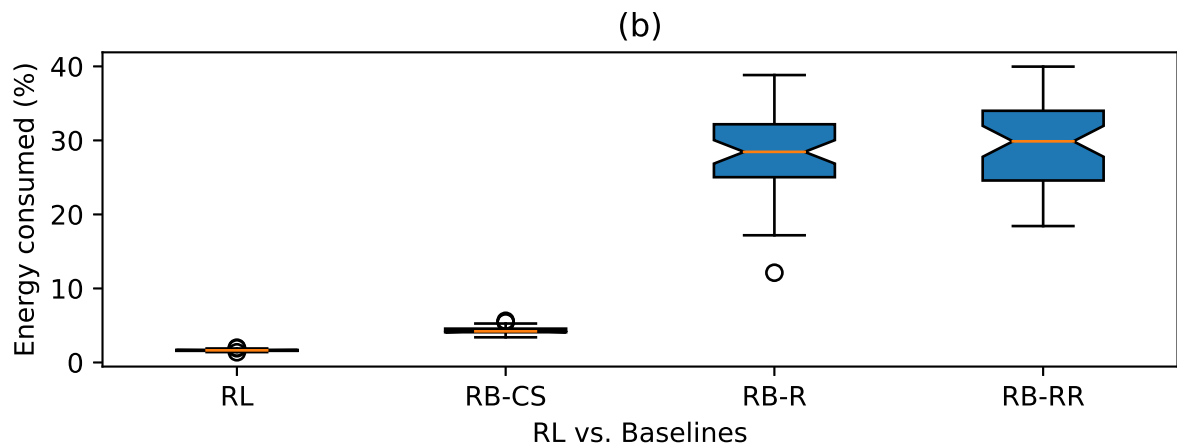 (b)
Energy consumed (%)
40
30
20
10
0
RL RB-CS RB-R RB-RR
RL vs. Baselines